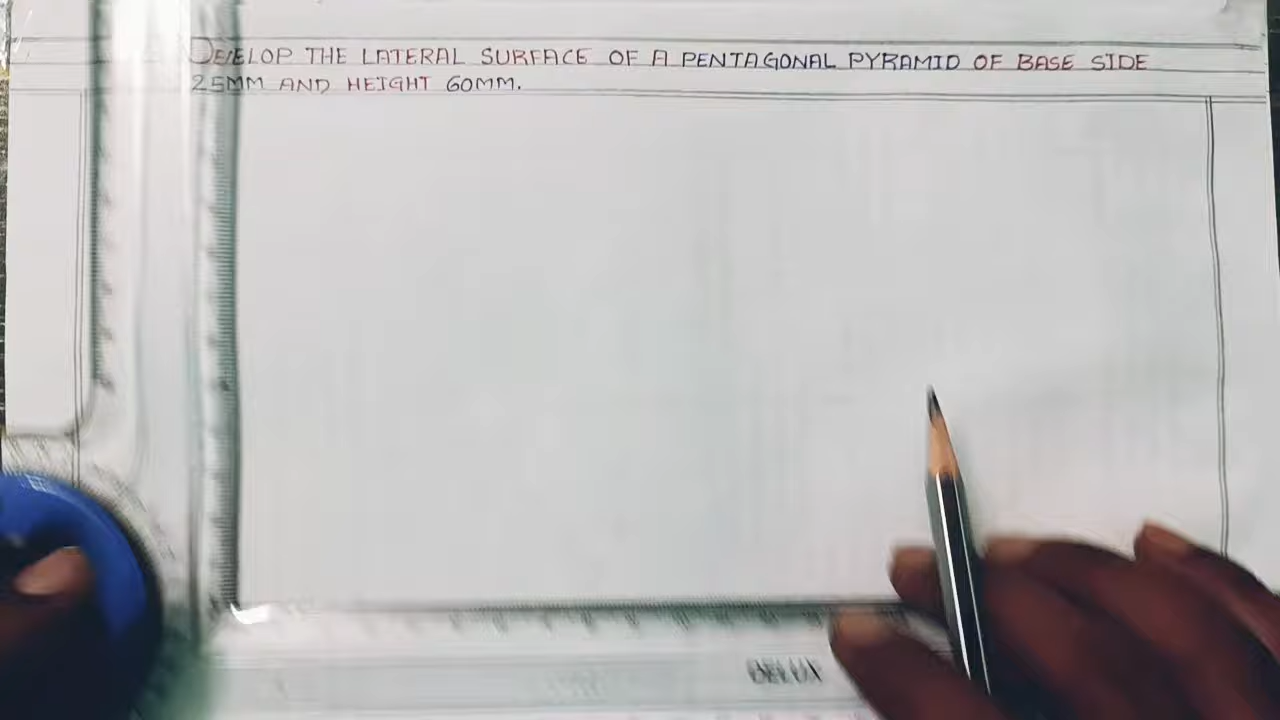 DEVELOP THE LATERAL SURFACE OF A PENTAGONAL PYRAMID OF BASE SIDE
25MM AND HEIGHT 60MM.